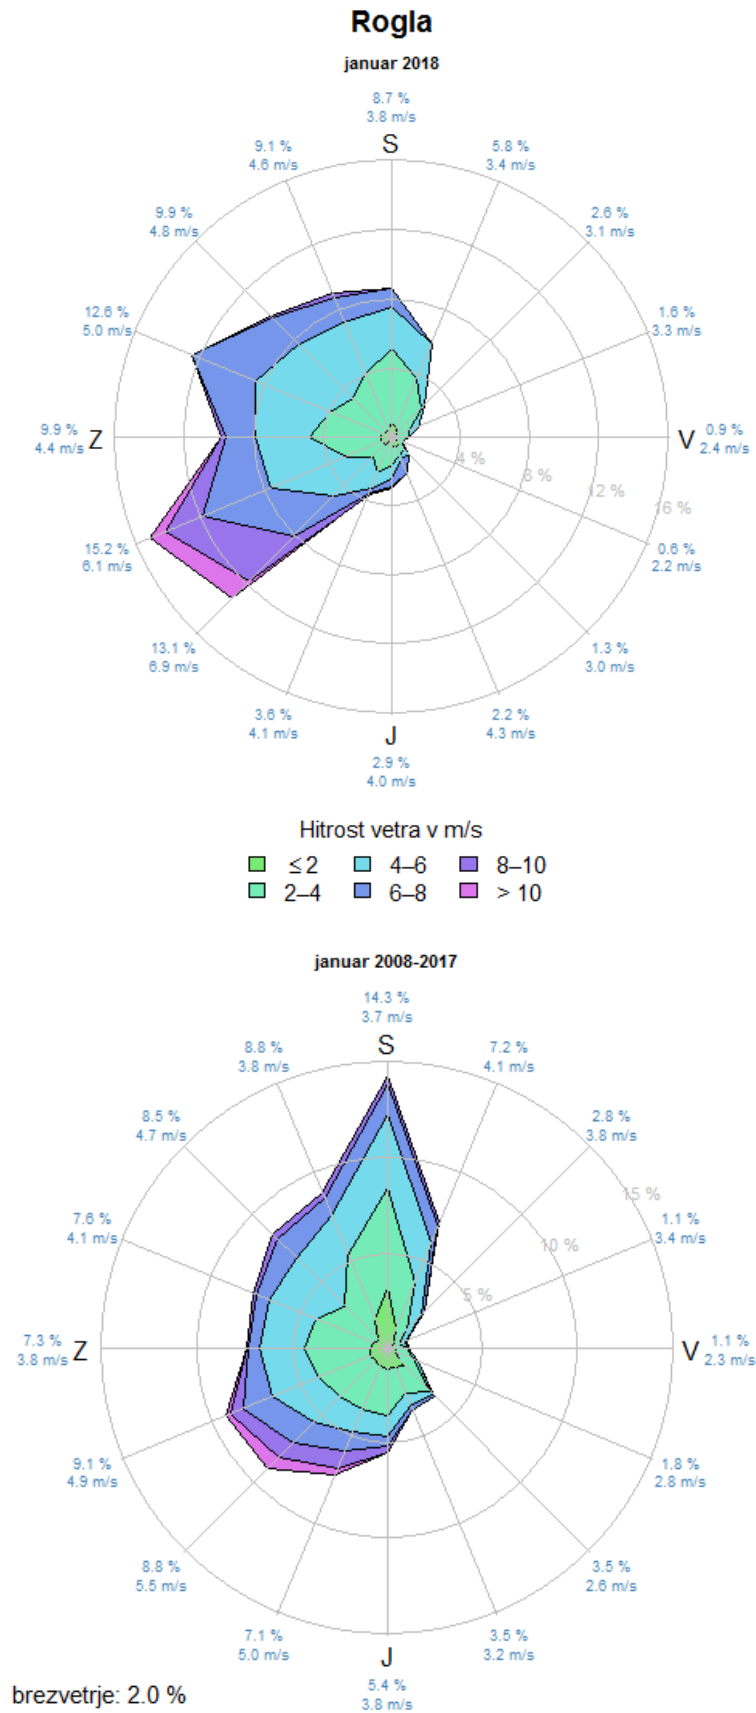 Rogla
januar 2018
8.7 %
3.8 m/s
S
9.1 %
4.6 m/s
5.8 %
3.4 m/s
9.9 %
4.8 m/s
2.6 %
3.1 m/s
12.6 %
5.0 m/s
1.6 %
3.3 m/s
9.9 %
4.4 m/s
Z
V
0.9 %
2.4 m/s
4 %
8 %
12 %
16 %
15.2 %
6.1 m/s
0.6 %
2.2 m/s
13.1 %
6.9 m/s
1.3 %
3.0 m/s
3.6 %
4.1 m/s
2.2 %
4.3 m/s
J
2.9 %
4.0 m/s
Hitrost vetra v m/s
≤ 2 4–6 8–10
2–4 6–8 > 10
januar 2008-2017
14.3 %
3.7 m/s
S
8.8 %
3.8 m/s
7.2 %
4.1 m/s
8.5 %
4.7 m/s
2.8 %
3.8 m/s
15 %
10 %
5 %
7.6 %
4.1 m/s
1.1 %
3.4 m/s
7.3 %
3.8 m/s
Z
V
1.1 %
2.3 m/s
9.1 %
4.9 m/s
1.8 %
2.8 m/s
8.8 %
5.5 m/s
3.5 %
2.6 m/s
7.1 %
5.0 m/s
3.5 %
3.2 m/s
J
5.4 %
3.8 m/s
brezvetrje: 2.0 %